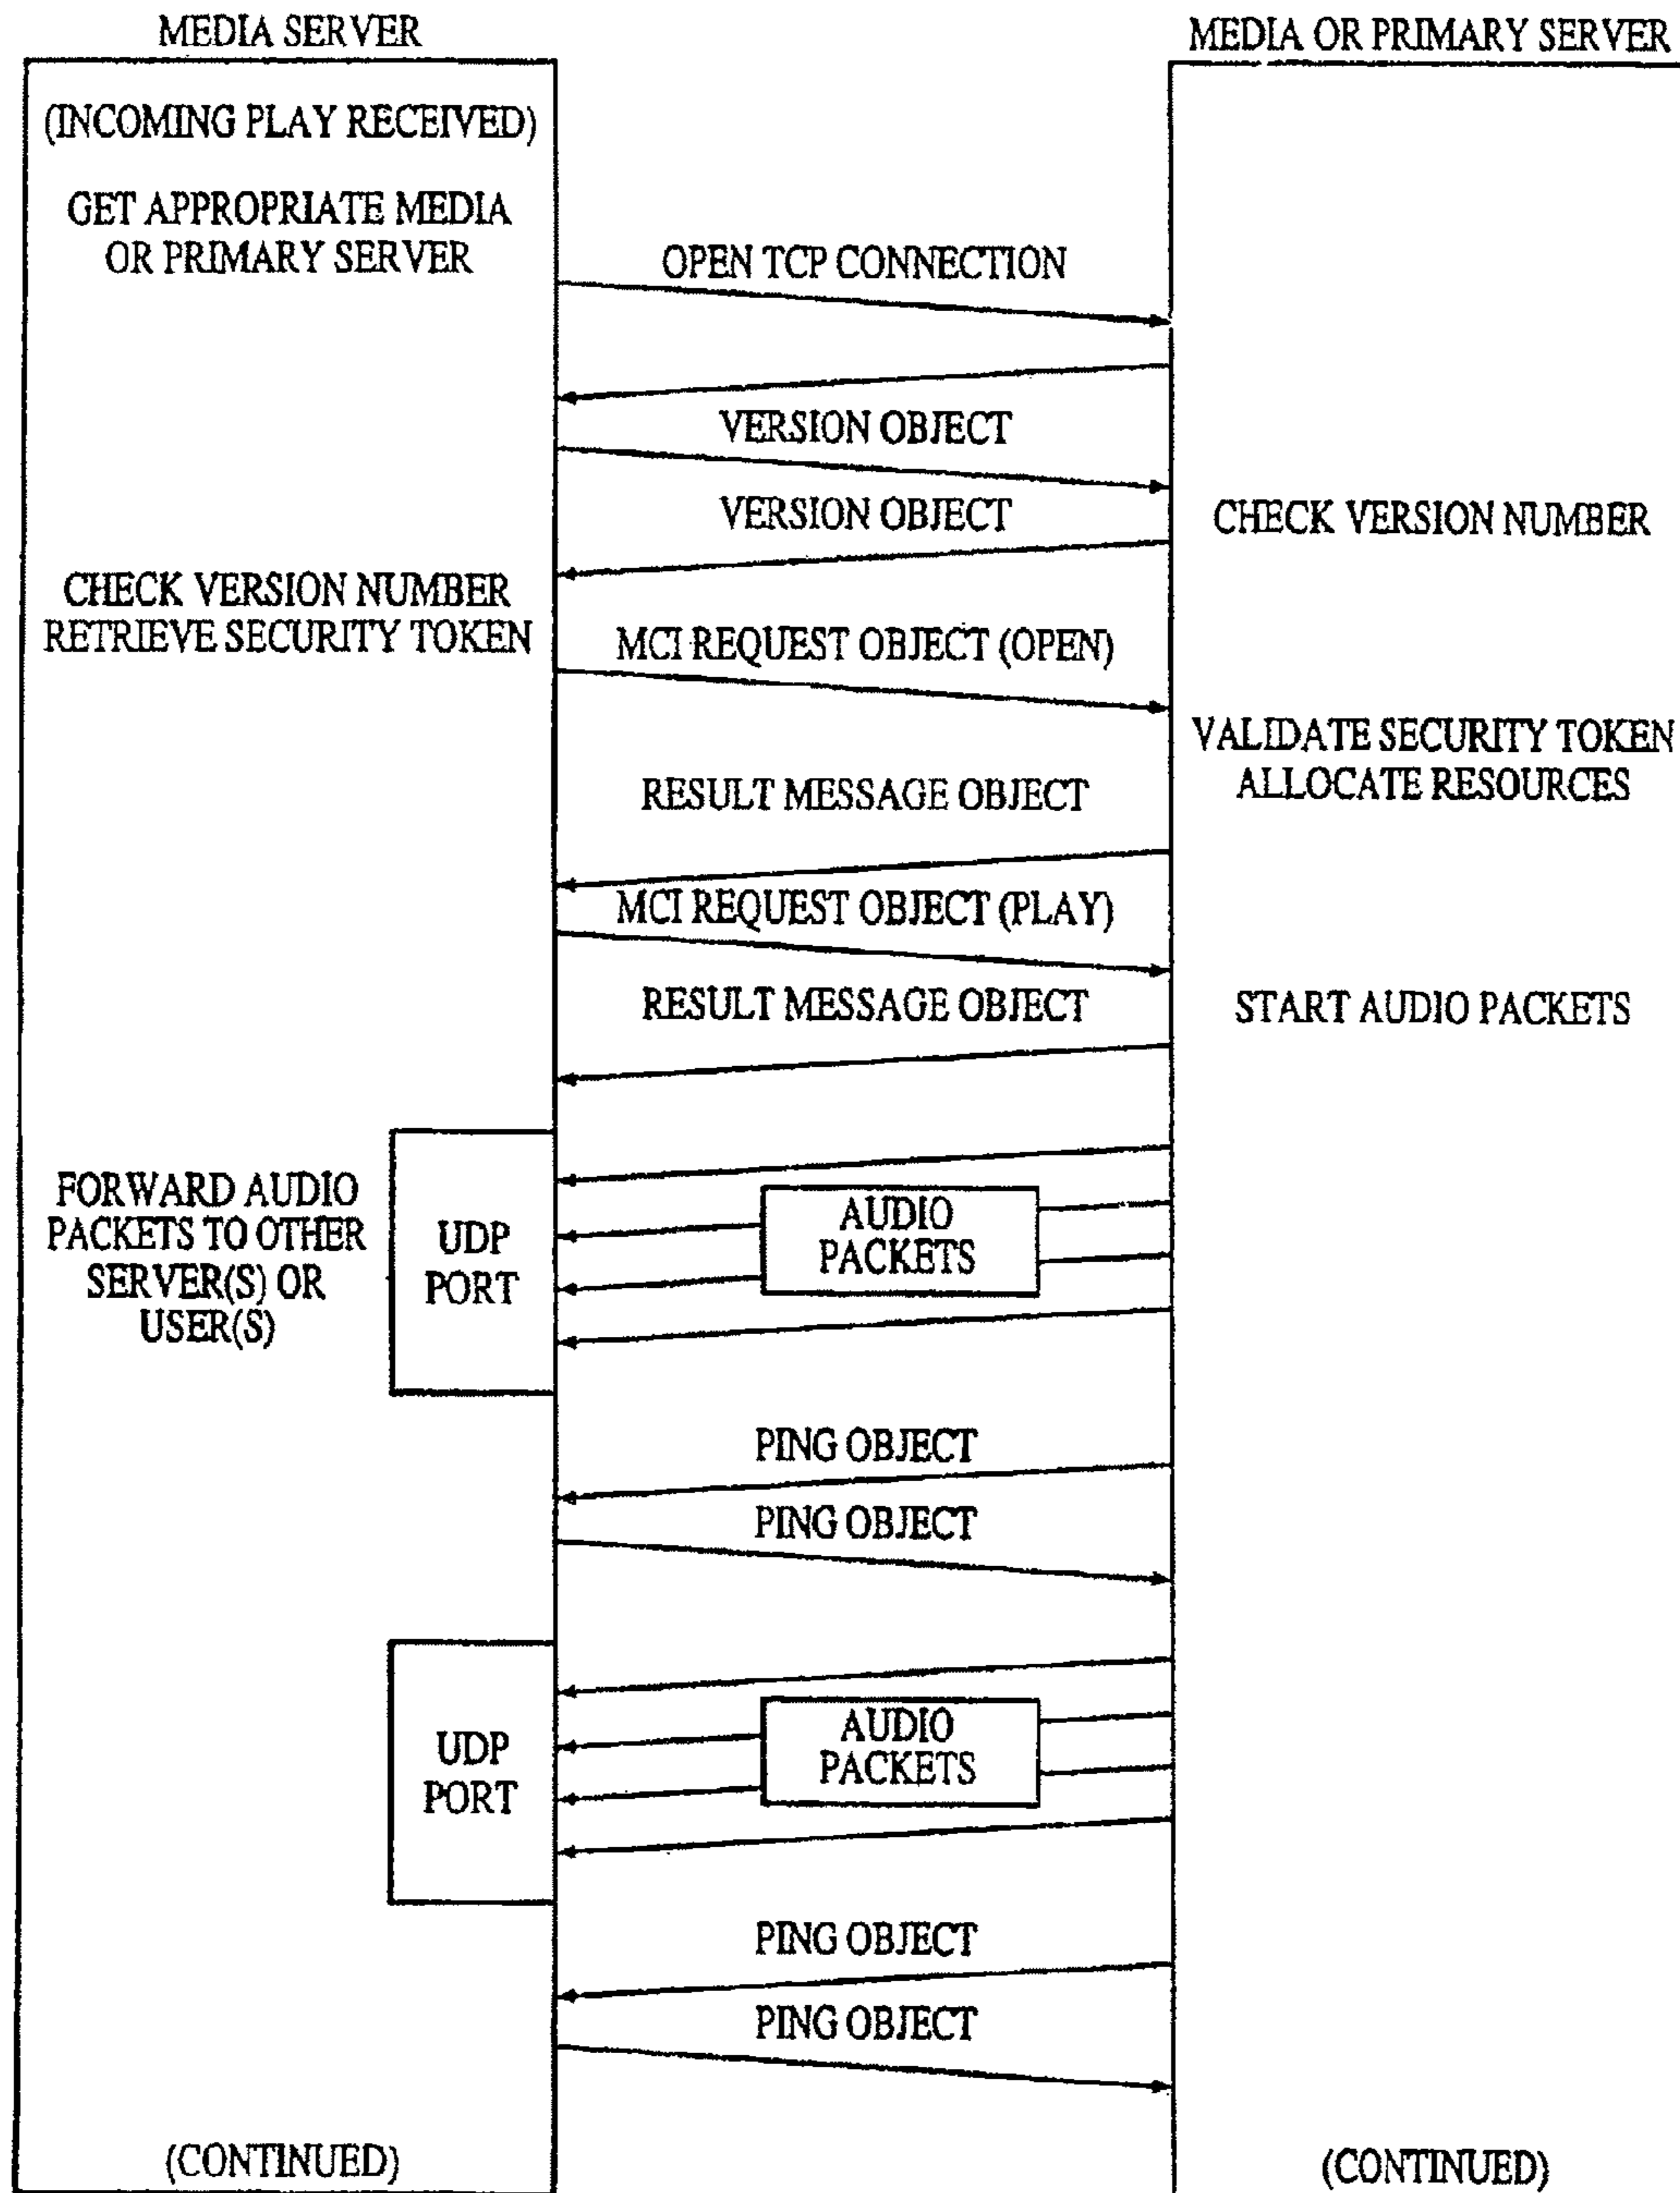 MEDIA SERVER
MEDIA OR PRIMARY SERVER
(INCOMING PLAY RECEIVED)
GET APPROPRIATE MEDIA
OR PRIMARY SERVER
OPEN TCP CONNECTION
VERSION OBJECT
VERSION OBJECT
CHECK VERSION NUMBER
CHECK VERSION NUMBER
RETRIEVE SECURITY TOKEN
MCI REQUEST OBJECT (OPEN)
VALIDATE SECURITY TOKEN
ALLOCATE RESOURCES
RESULT MESSAGE OBJECT
MCI REQUEST OBJECT (PLAY)
RESULT MESSAGE OBJECT
START AUDIO PACKETS
FORWARD AUDIO
PACKETS TO OTHER
SERVER(S) OR
USER(S)
UDP
PORT
AUDIO
PACKETS
PING OBJECT
PING OBJECT
UDP
PORT
AUDIO
PACKETS
PING OBJECT
PING OBJECT
(CONTINUED)
(CONTINUED)